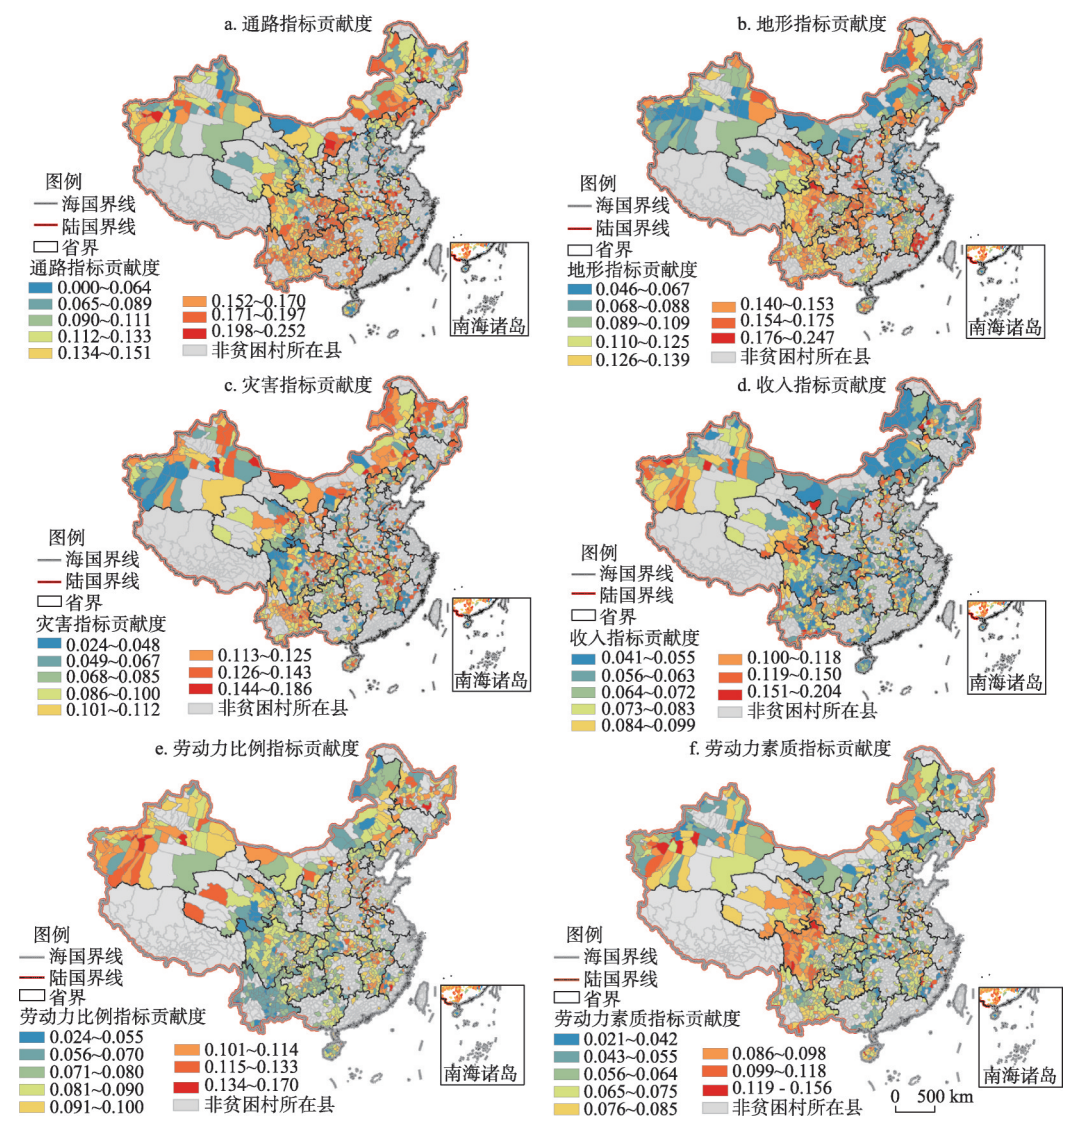 a. 通路指标贡献度
图例
海国界线
陆国界线
省界
通路指标贡献度
0.000~0.064
0.065~0.089
0.090~0.111
0.112~0.133
0.134~0.151
0.152~0.170
0.171~0.197
0.198~0.252
非贫困村所在县
南海诸岛
b. 地形指标贡献度
图例
海国界线
陆国界线
省界
地形指标贡献度
0.046~0.067
0.068~0.088
0.089~0.109
0.110~0.125
0.126~0.139
0.140~0.153
0.154~0.175
0.176~0.247
非贫困村所在县
南海诸岛
c. 灾害指标贡献度
图例
海国界线
陆国界线
省界
灾害指标贡献度
0.024~0.048
0.049~0.067
0.068~0.085
0.086~0.100
0.101~0.112
0.113~0.125
0.126~0.143
0.144~0.186
非贫困村所在县
南海诸岛
d. 收入指标贡献度
图例
海国界线
陆国界线
省界
收入指标贡献度
0.041~0.055
0.056~0.063
0.064~0.072
0.073~0.083
0.084~0.099
0.100~0.118
0.119~0.150
0.151~0.204
非贫困村所在县
南海诸岛
e. 劳动力比例指标贡献度
图例
海国界线
陆国界线
省界
劳动力比例指标贡献度
0.024~0.055
0.056~0.070
0.071~0.080
0.081~0.090
0.091~0.100
0.101~0.114
0.115~0.133
0.134~0.170
非贫困村所在县
南海诸岛
f. 劳动力素质指标贡献度
图例
海国界线
陆国界线
省界
劳动力素质指标贡献度
0.021~0.042
0.043~0.055
0.056~0.064
0.065~0.075
0.076~0.085
0.086~0.098
0.099~0.118
0.119 - 0.156
非贫困村所在县
南海诸岛
0 500 km